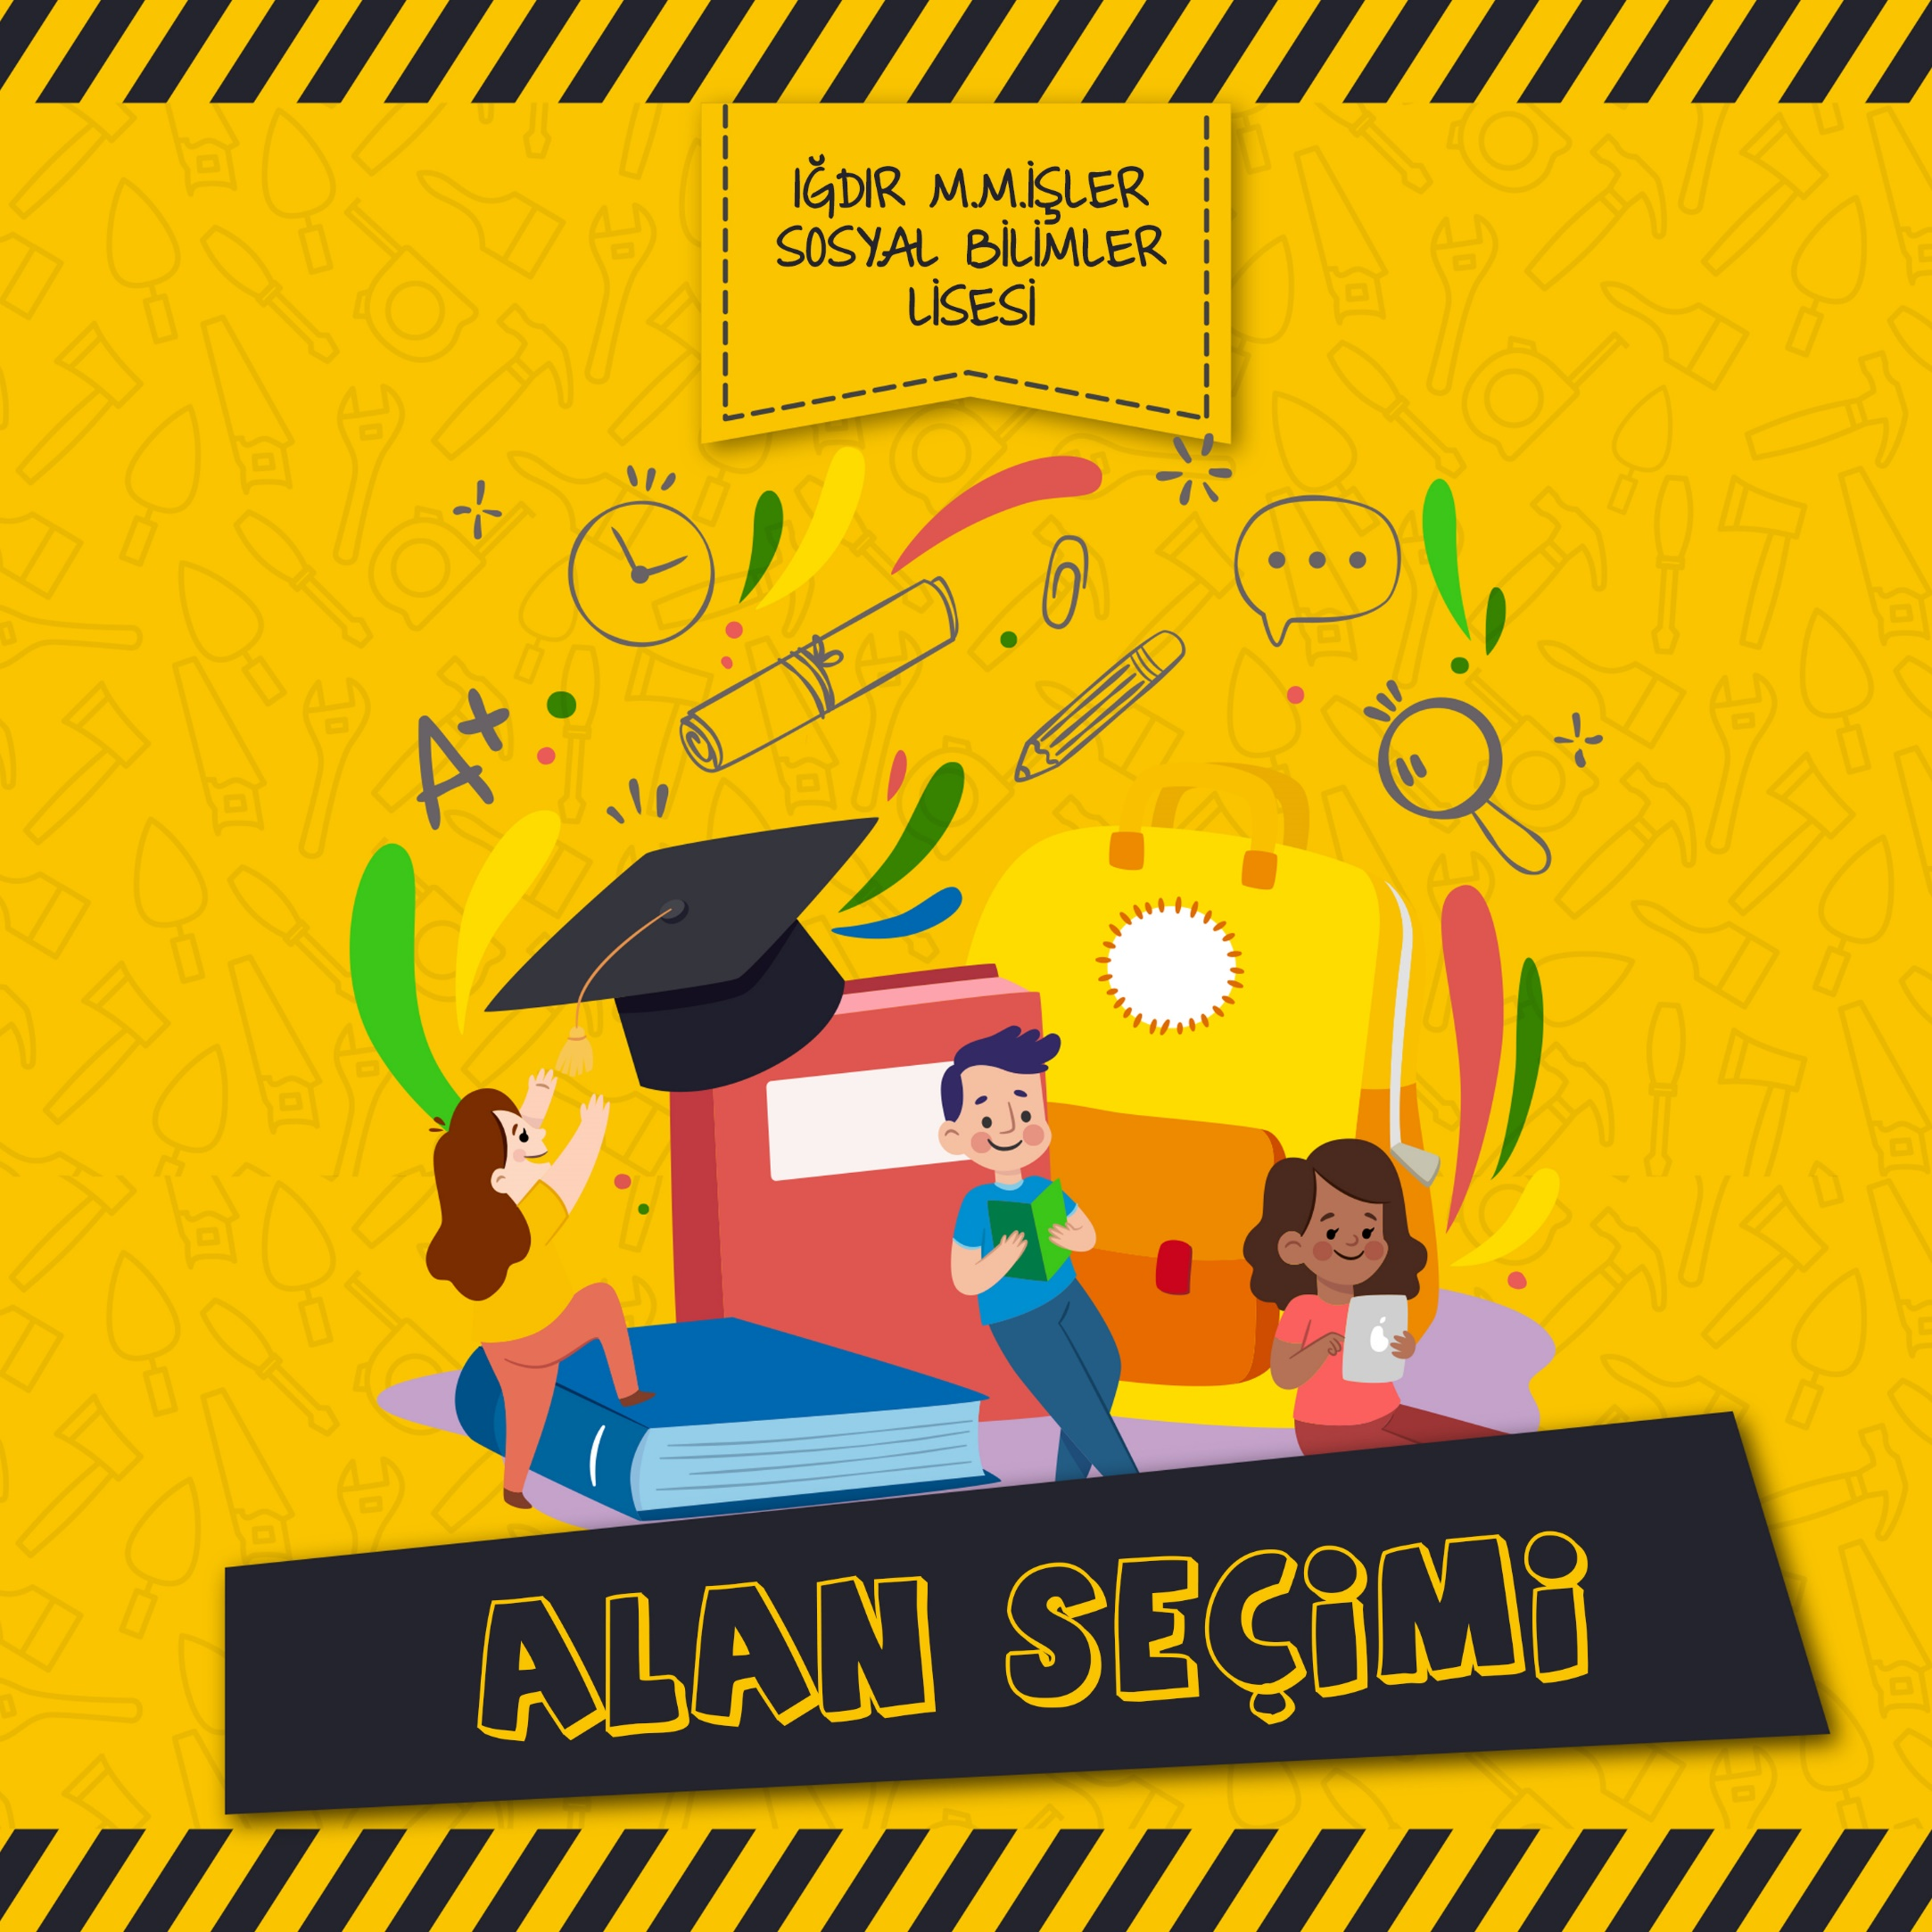 IĞDIR M.M.İŞLER
SOSYAL BİLİMLER
LİSESİ
A+
ALAN SEÇİMİ